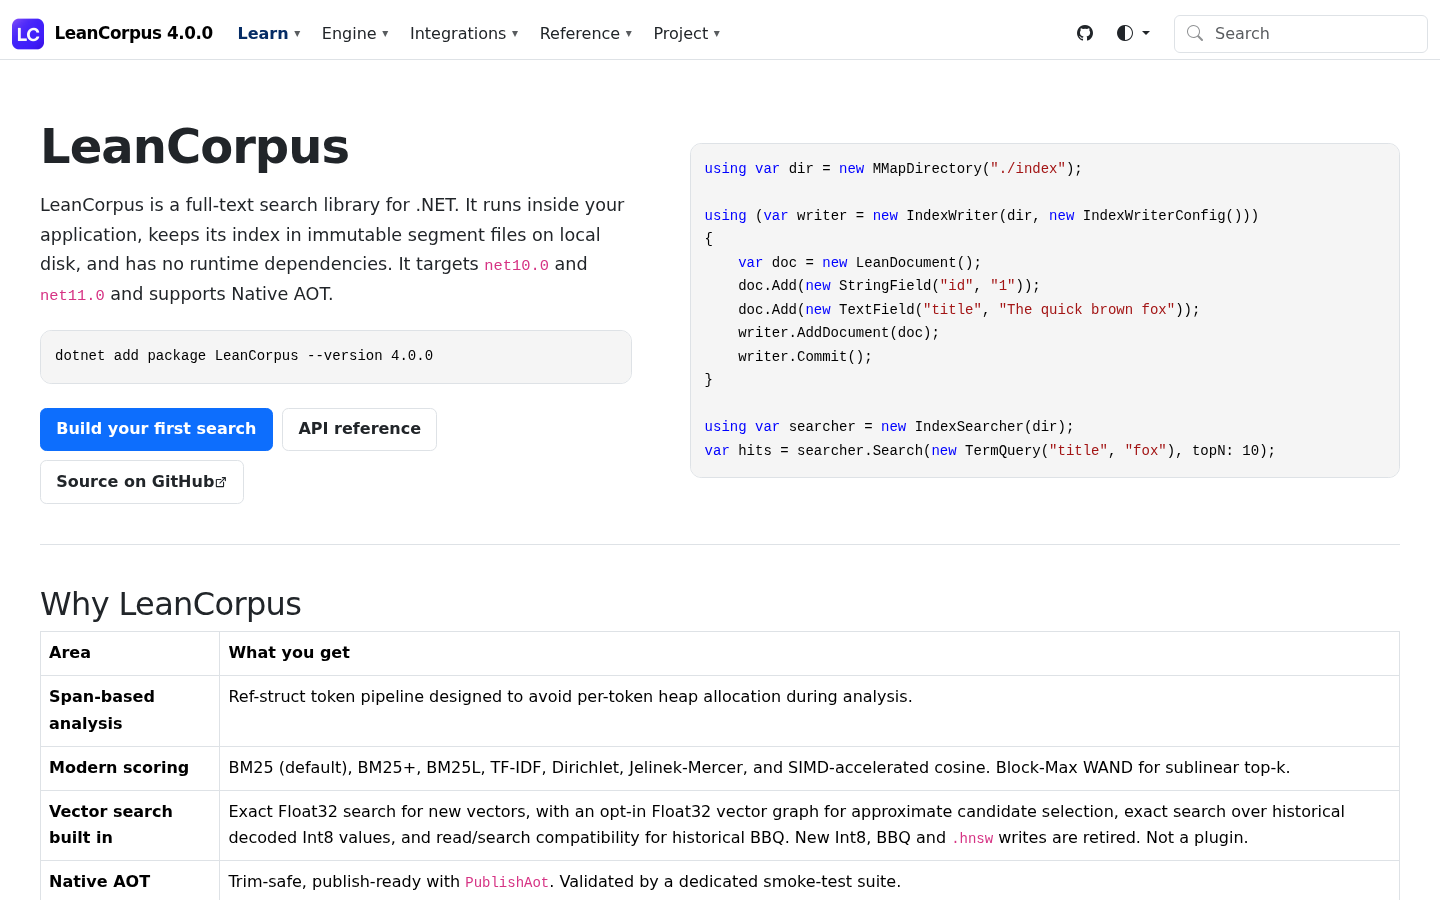 LC LeanCorpus 4.0.0 Learn ▾ Engine ▾ Integrations ▾ Reference ▾ Project ▾ Search
LeanCorpus
LeanCorpus is a full-text search library for .NET. It runs inside your
application, keeps its index in immutable segment files on local
disk, and has no runtime dependencies. It targets net10.0 and
net11.0 and supports Native AOT.
dotnet add package LeanCorpus --version 4.0.0
Build your first search API reference
Source on GitHub
using var dir = new MMapDirectory("./index");
using (var writer = new IndexWriter(dir, new IndexWriterConfig()))
{
    var doc = new LeanDocument();
    doc.Add(new StringField("id", "1"));
    doc.Add(new TextField("title", "The quick brown fox"));
    writer.AddDocument(doc);
    writer.Commit();
}
using var searcher = new IndexSearcher(dir);
var hits = searcher.Search(new TermQuery("title", "fox"), topN: 10);
Why LeanCorpus
Area What you get
Span-based
analysis
Ref-struct token pipeline designed to avoid per-token heap allocation during analysis.
Modern scoring BM25 (default), BM25+, BM25L, TF-IDF, Dirichlet, Jelinek-Mercer, and SIMD-accelerated cosine. Block-Max WAND for sublinear top-k.
Vector search
built in
Exact Float32 search for new vectors, with an opt-in Float32 vector graph for approximate candidate selection, exact search over historical
decoded Int8 values, and read/search compatibility for historical BBQ. New Int8, BBQ and .hnsw writes are retired. Not a plugin.
Native AOT Trim-safe, publish-ready with PublishAot. Validated by a dedicated smoke-test suite.